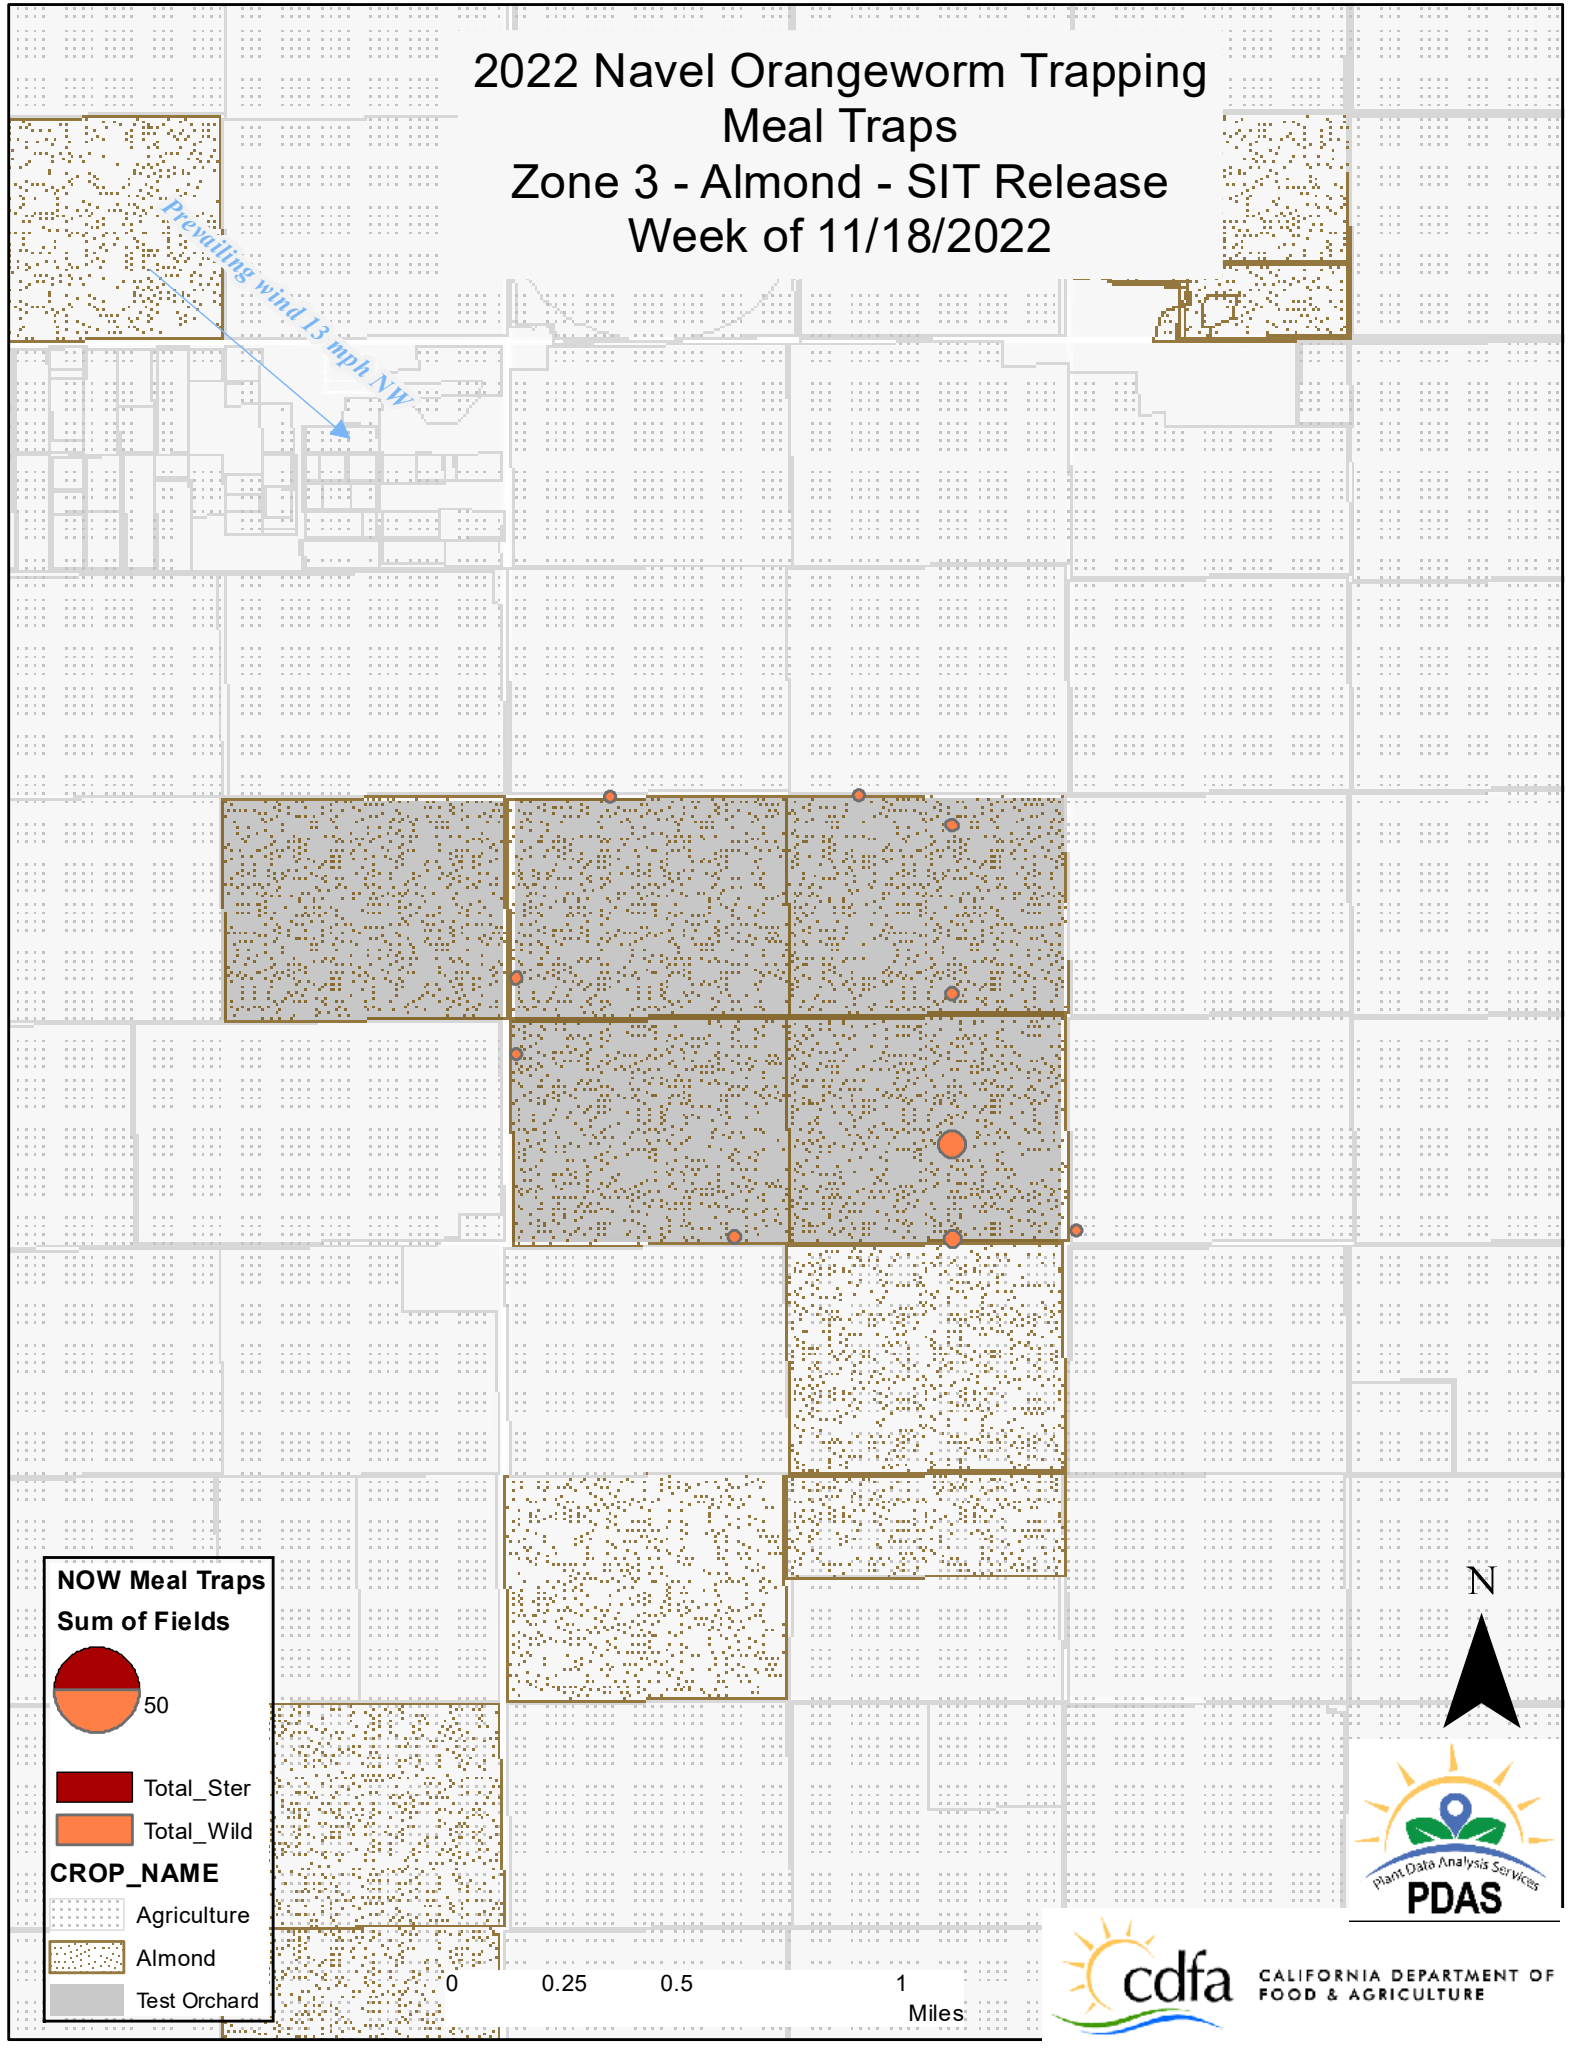 2022 Navel Orangeworm Trapping
Meal Traps
Zone 3 - Almond - SIT Release
Week of 11/18/2022
Prevailing wind 13 mph NW
NOW Meal Traps
Sum of Fields
50
Total_Ster
Total_Wild
CROP_NAME
Agriculture
Almond
Test Orchard
0 0.25 0.5 1
Miles
N
Plant Data Analysis Services
PDAS
cdfa
CALIFORNIA DEPARTMENT OF
FOOD & AGRICULTURE